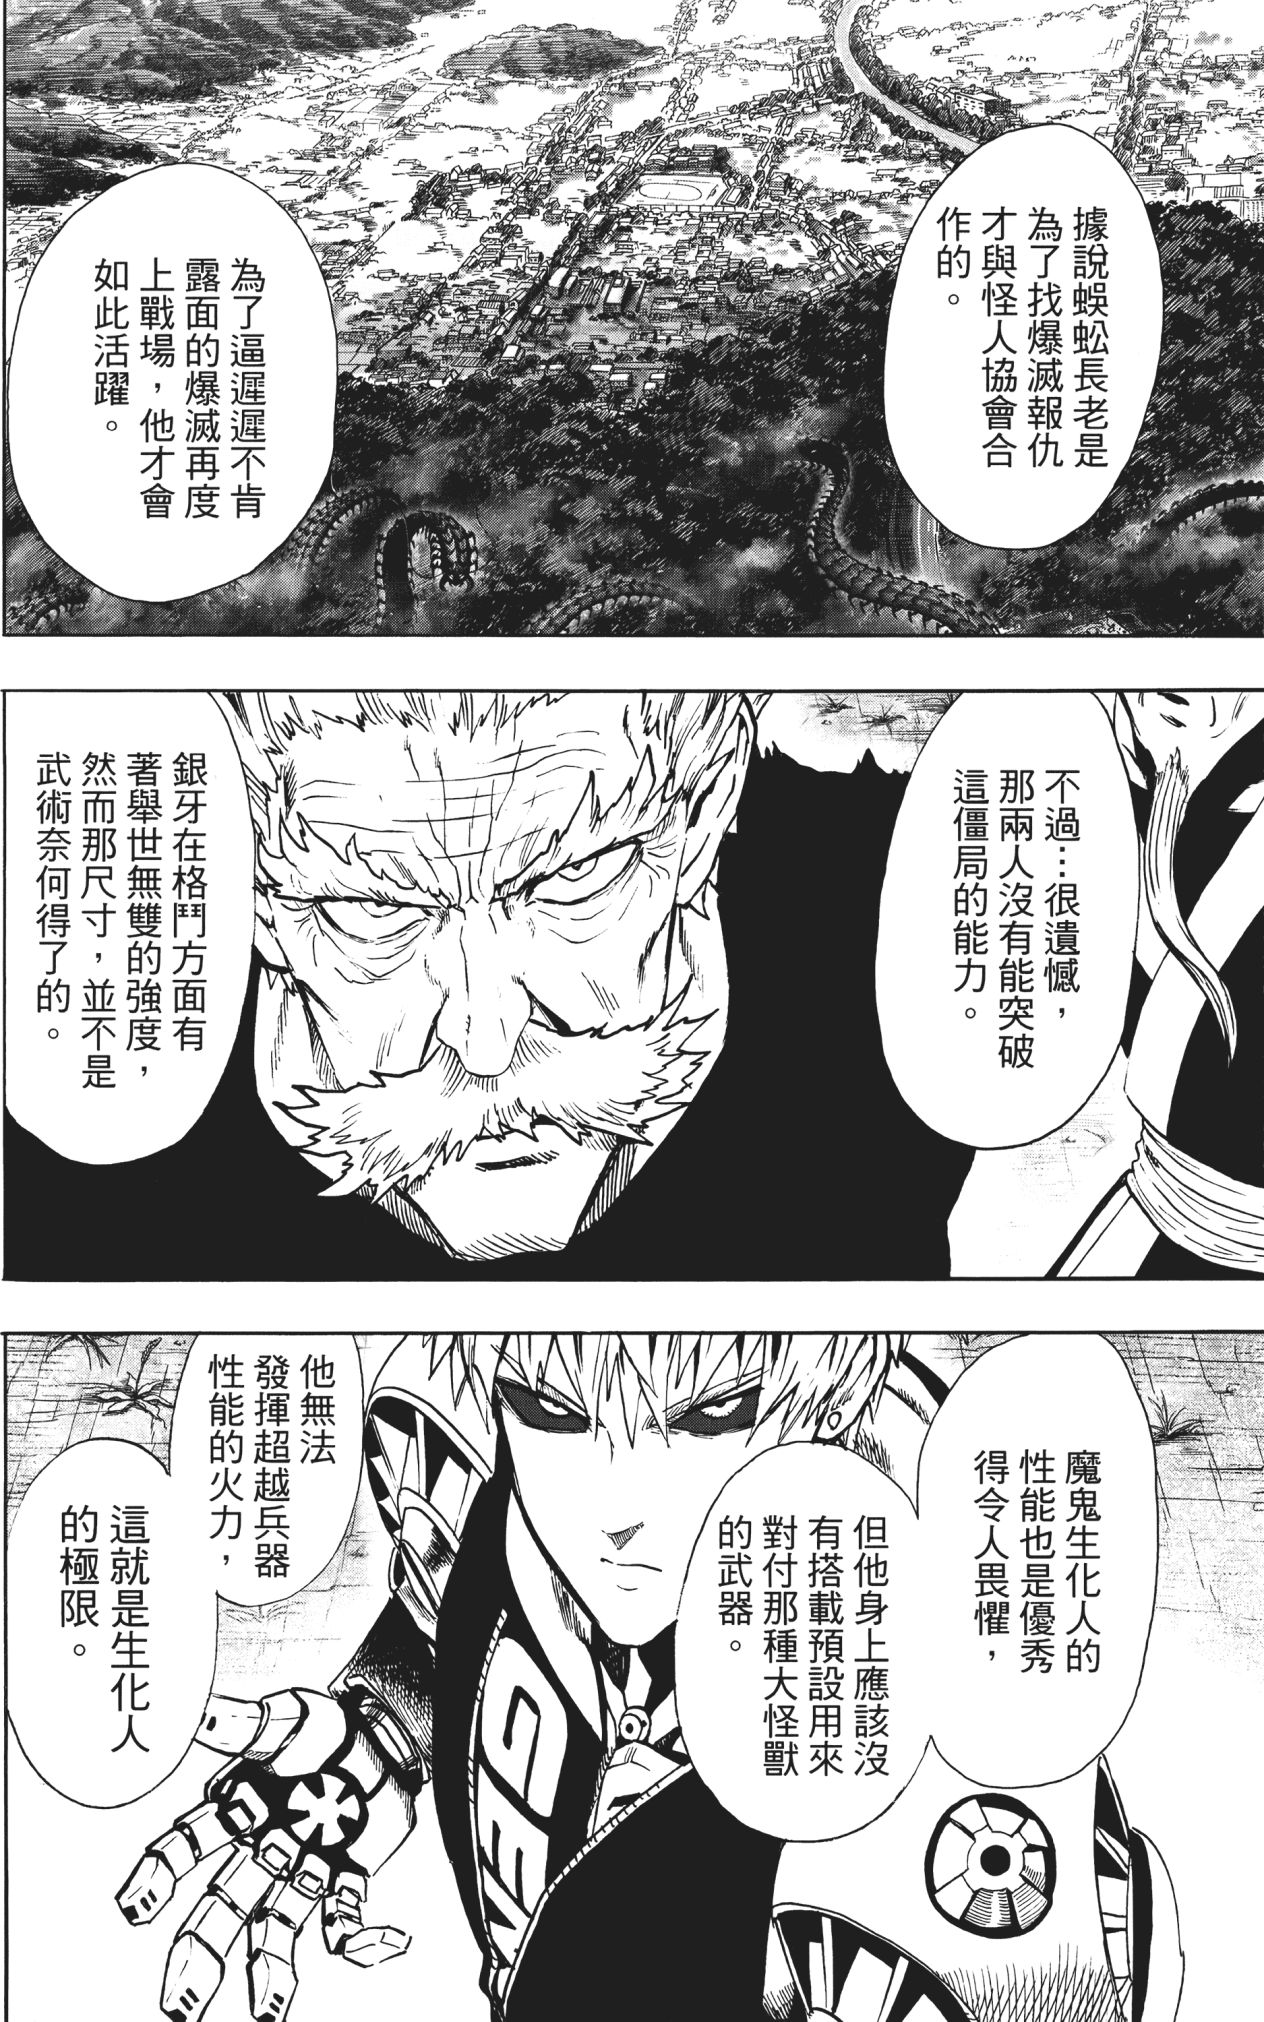 據說蜈蚣長老是
為了找爆滅報仇
才與怪人協會合
作的。
為了逼遲遲不肯
露面的爆滅再度
上戰場，他才會
如此活躍。
不過…很遺憾，
那兩人沒有能突破
這僵局的能力。
銀牙在格鬥方面有
著舉世無雙的強度，
然而那尺寸，並不是
武術奈何得了的。
魔鬼生化人的
性能也是優秀
得令人畏懼，
但他身上應該沒
有搭載預設用來
對付那種大怪獸
的武器。
他無法
發揮超越兵器
性能的火力，
這就是生化人
的極限。